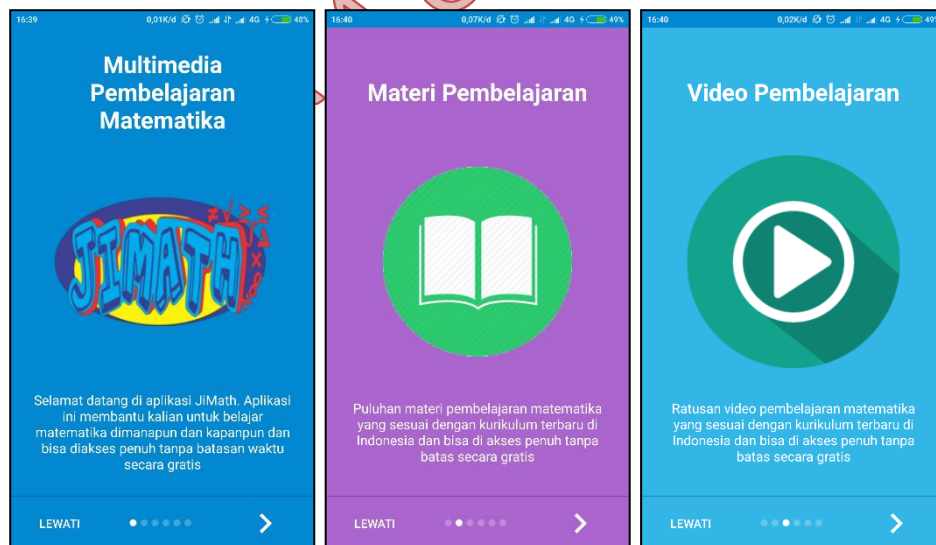 16:39
0,01K/d
4G
48%
Multimedia
Pembelajaran
Matematika
JIMATH
Selamat datang di aplikasi JiMath. Aplikasi
ini membantu kalian untuk belajar
matematika dimanapun dan kapanpun dan
bisa diakses penuh tanpa batasan waktu
secara gratis
LEWATI
16:40
0,07K/d
4G
49%
Materi Pembelajaran
Puluhan materi pembelajaran matematika
yang sesuai dengan kurikulum terbaru di
Indonesia dan bisa di akses penuh tanpa
batas secara gratis
LEWATI
16:40
0,02K/d
4G
Video Pembelajaran
Ratusan video pembelajaran matematika
yang sesuai dengan kurikulum terbaru di
Indonesia dan bisa di akses penuh tanpa
batas secara gratis
LEWATI